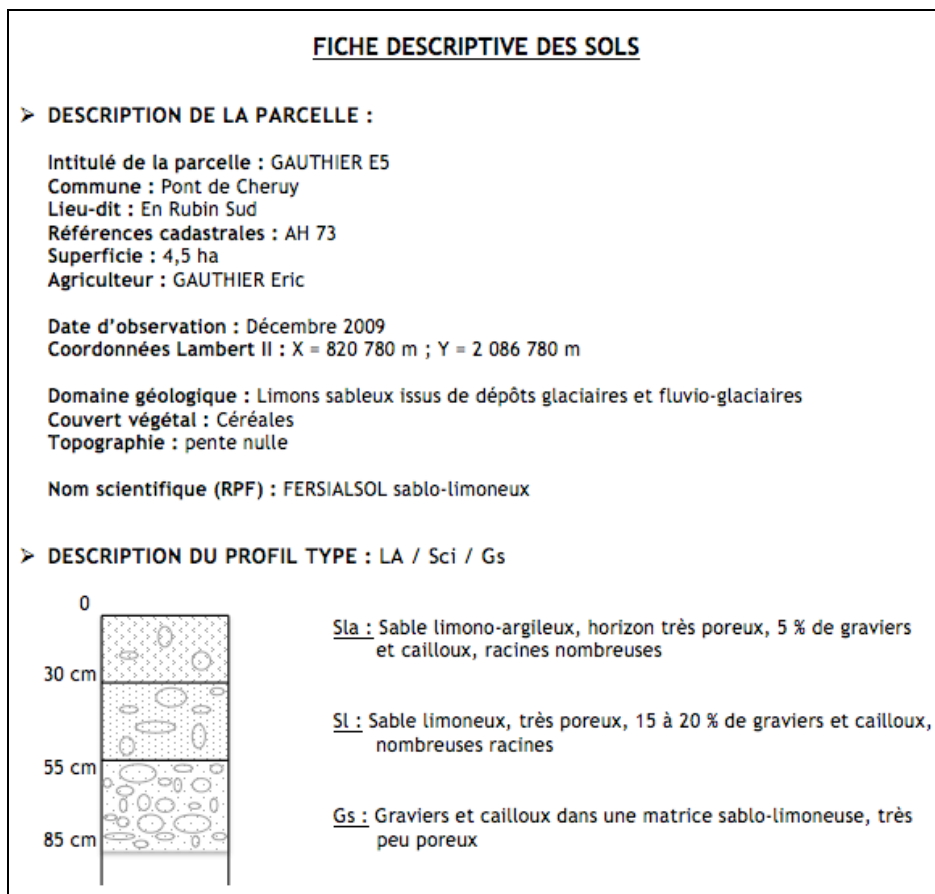 FICHE DESCRIPTIVE DES SOLS
➢ DESCRIPTION DE LA PARCELLE :
Intitulé de la parcelle : GAUTHIER E5
Commune : Pont de Cheruy
Lieu-dit : En Rubin Sud
Références cadastrales : AH 73
Superficie : 4,5 ha
Agriculteur : GAUTHIER Eric
Date d'observation : Décembre 2009
Coordonnées Lambert II : X = 820 780 m ; Y = 2 086 780 m
Domaine géologique : Limons sableux issus de dépôts glaciaires et fluvio-glaciaires
Couvert végétal : Céréales
Topographie : pente nulle
Nom scientifique (RPF) : FERSIALSOL sablo-limoneux
➢ DESCRIPTION DU PROFIL TYPE : LA / Sci / Gs
0
Sla : Sable limono-argileux, horizon très poreux, 5 % de graviers
et cailloux, racines nombreuses
30 cm
Sl : Sable limoneux, très poreux, 15 à 20 % de graviers et cailloux,
nombreuses racines
55 cm
Gs : Graviers et cailloux dans une matrice sablo-limoneuse, très
peu poreux
85 cm